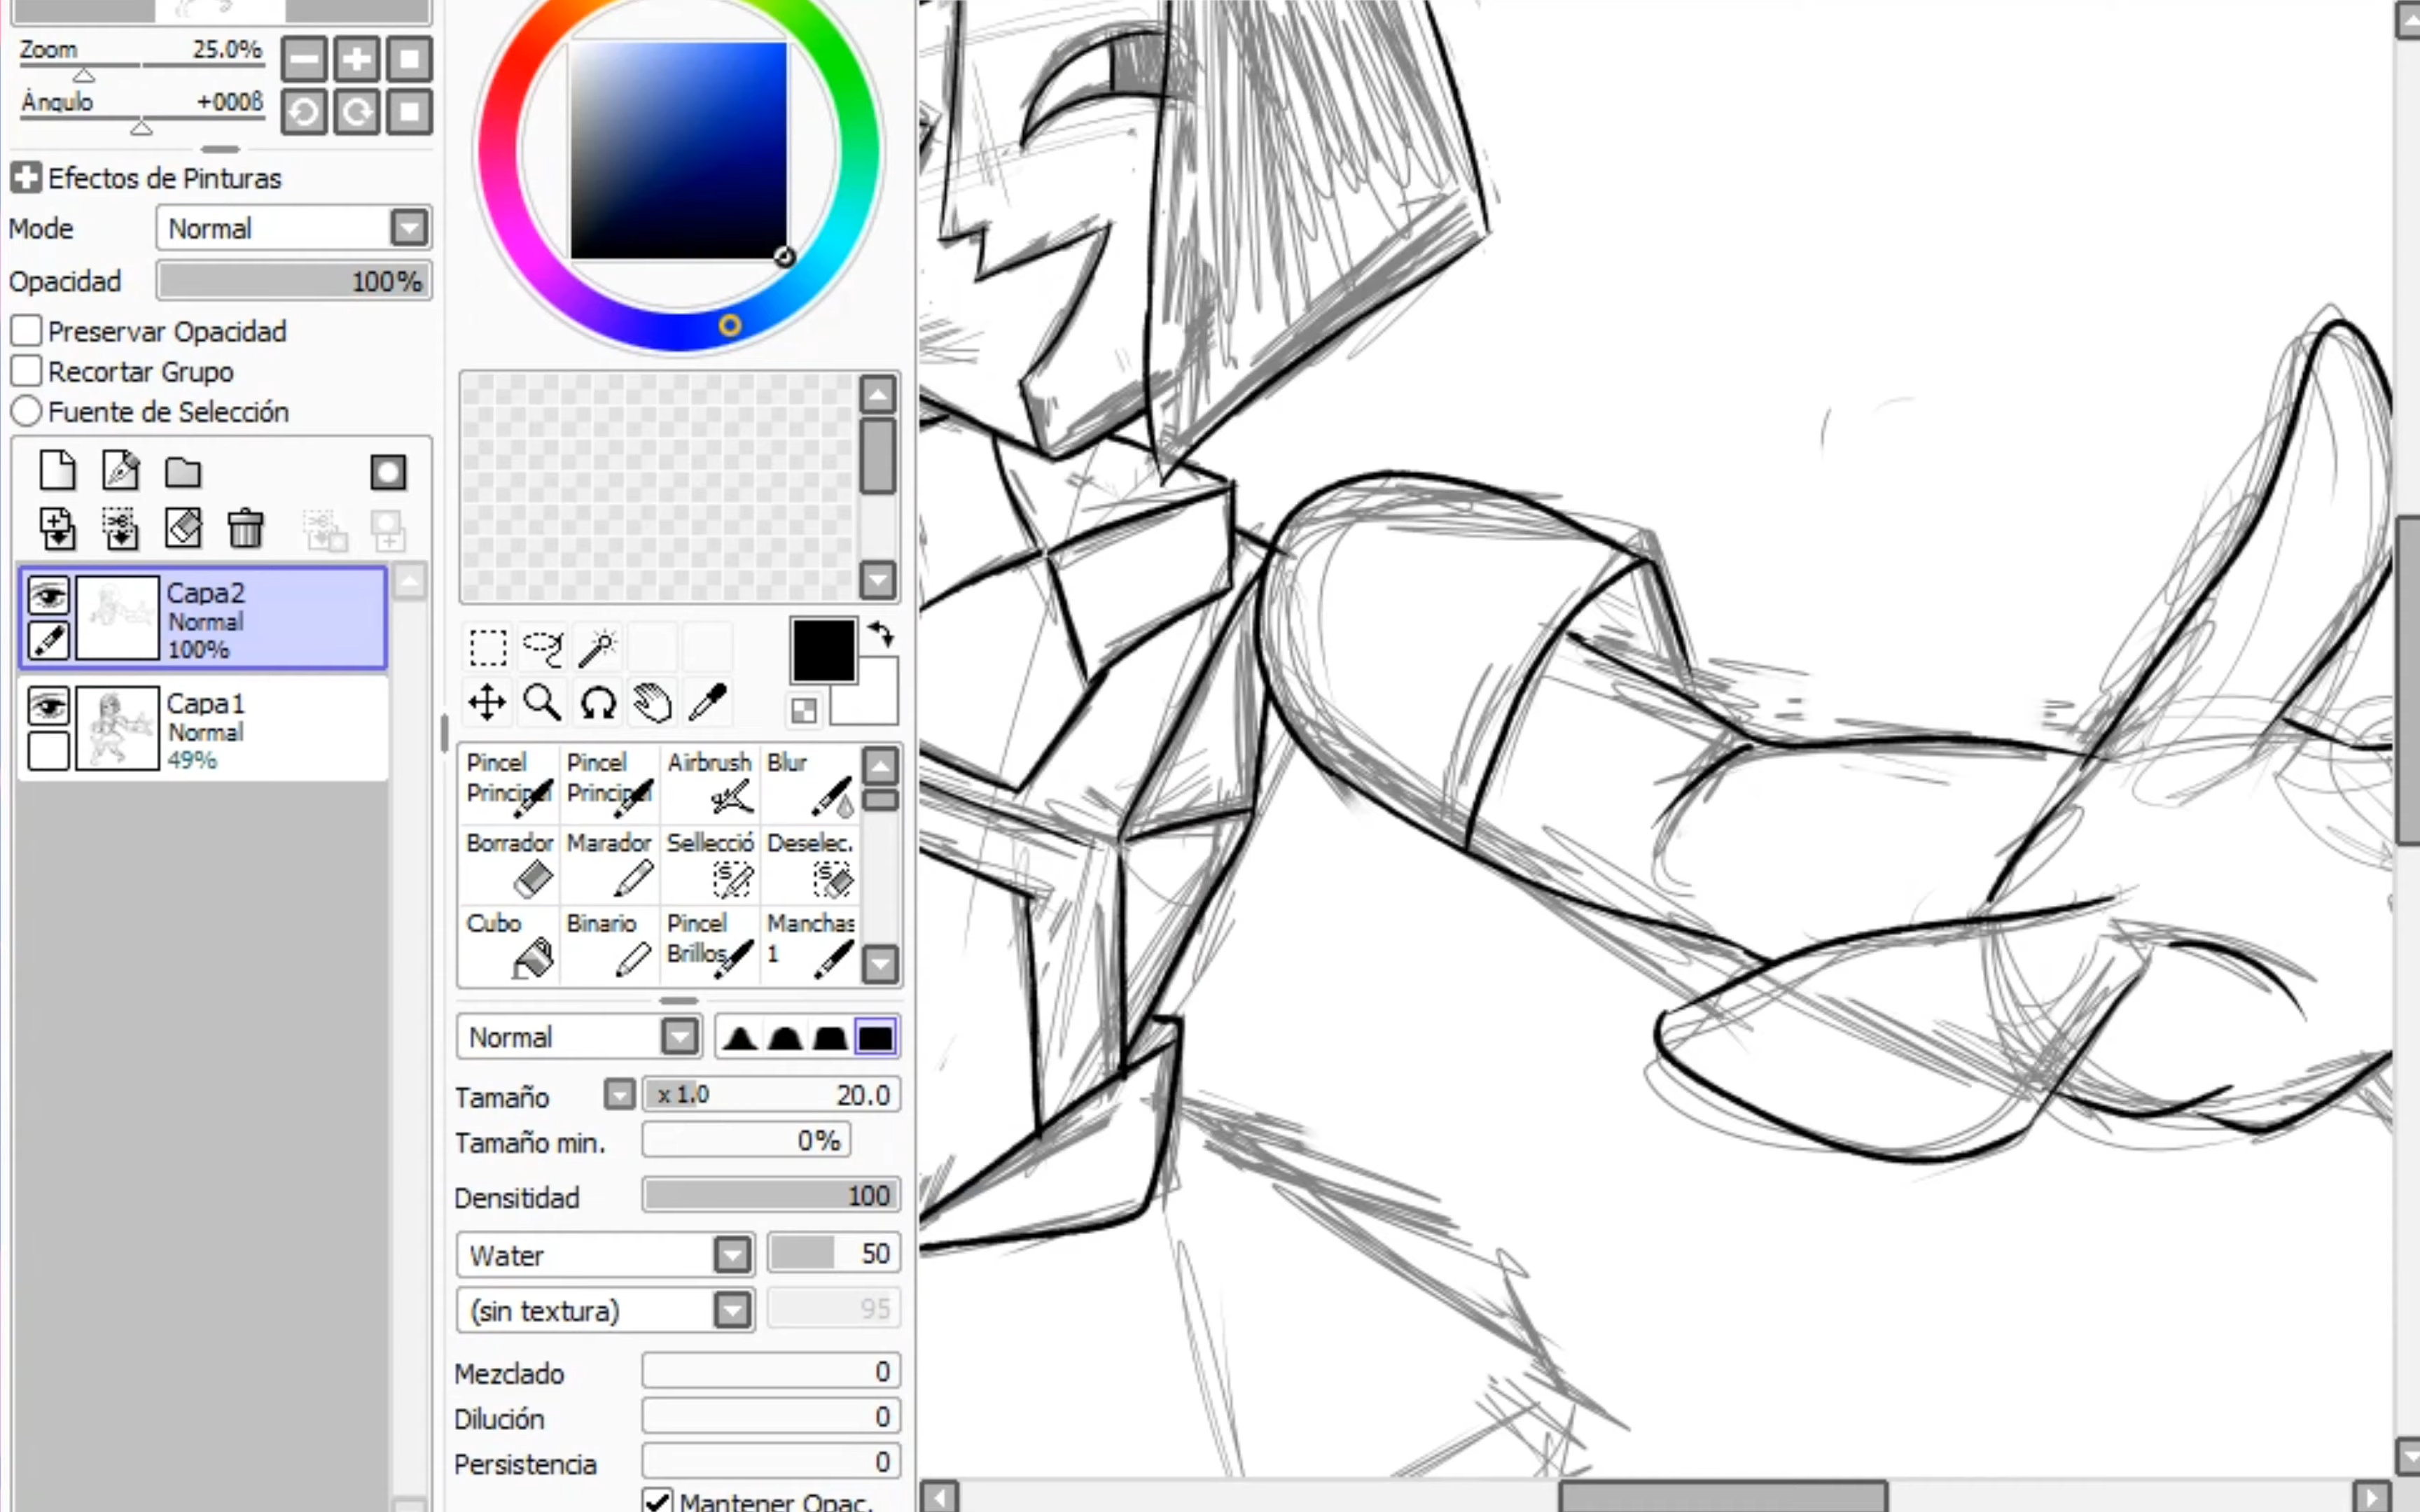 Zoom 25.0%
Ángulo +000ß
Efectos de Pinturas
Mode Normal
Opacidad 100%
Preservar Opacidad
Recortar Grupo
Fuente de Selección
Capa2
Normal
100%
Capa1
Normal
49%
Pincel Principal
Pincel Principal
Airbrush
Blur
Borrador
Marador
Sellecció
Deselec.
Cubo
Binario
Pincel Brillos
Manchas 1
Normal
Tamaño x 1.0 20.0
Tamaño min. 0%
Densitidad 100
Water 50
(sin textura) 95
Mezclado 0
Dilución 0
Persistencia 0
Mantener Opac.